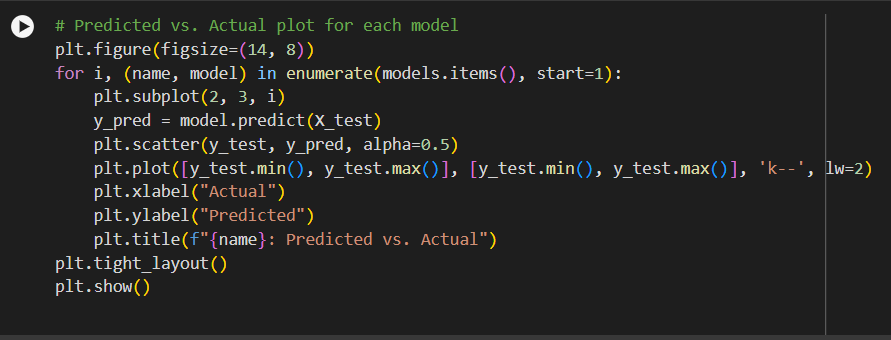 # Predicted vs. Actual plot for each model
plt.figure(figsize=(14, 8))
for i, (name, model) in enumerate(models.items(), start=1):
    plt.subplot(2, 3, i)
    y_pred = model.predict(X_test)
    plt.scatter(y_test, y_pred, alpha=0.5)
    plt.plot([y_test.min(), y_test.max()], [y_test.min(), y_test.max()], 'k--', lw=2)
    plt.xlabel("Actual")
    plt.ylabel("Predicted")
    plt.title(f"{name}: Predicted vs. Actual")
plt.tight_layout()
plt.show()